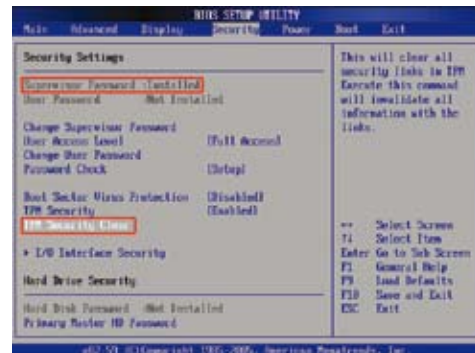 BIOS SETUP UTILITY
Main Advanced Display Security Power Boot Exit
Security Settings
Supervisor Password :Installed
User Password :Not Installed
Change Supervisor Password
User Access Level [Full Access]
Change User Password
Password Check [Setup]
Boot Sector Virus Protection [Disabled]
TPM Security [Enabled]
TPM Security Clear
▶ I/O Interface Security
Hard Drive Security
Hard Disk Password :Not Installed
Primary Master HD Password
This will clear all
security links in TPM
Execute this command
will invalidate all
information with the
links.
↔ Select Screen
↑↓ Select Item
Enter Go to Sub Screen
F1 General Help
F9 Load Defaults
F10 Save and Exit
ESC Exit
v02.59 (C)Copyright 1985-2005, American Megatrends, Inc.